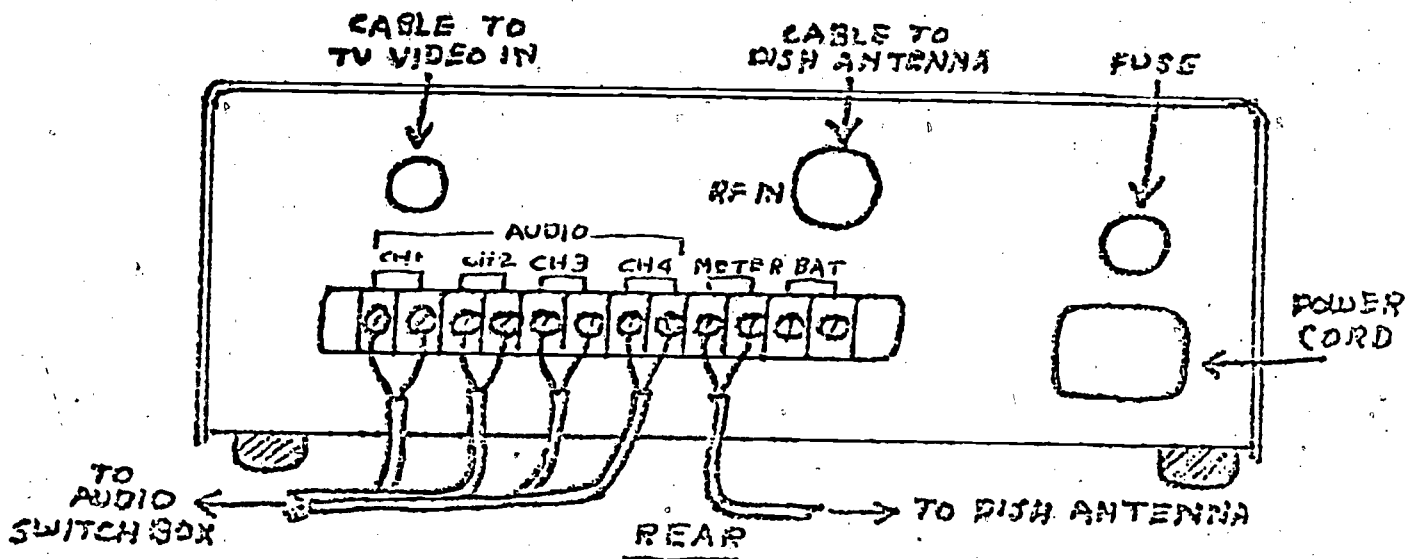 CABLE TO
TV VIDEO IN
CABLE TO
DISH ANTENNA
FUSE
RF IN
AUDIO
CH1 CH2 CH3 CH4 METER BAT
POWER
CORD
TO
AUDIO
SWITCH BOX
TO DISH ANTENNA
REAR